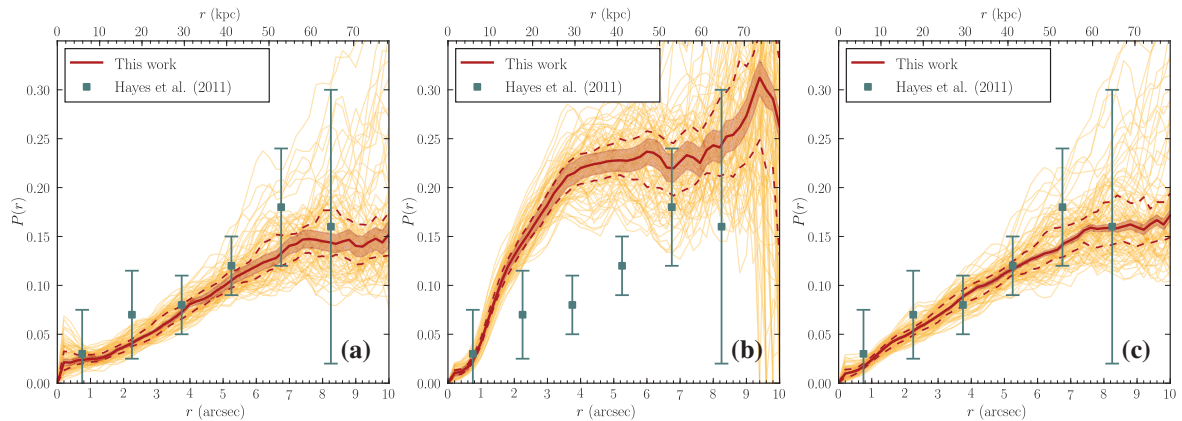 r (kpc)
0 10 20 30 40 50 60 70
This work
Hayes et al. (2011)
P(r)
0.30
0.25
0.20
0.15
0.10
0.05
0.00
(a)
0 1 2 3 4 5 6 7 8 9 10
r (arcsec)
r (kpc)
0 10 20 30 40 50 60 70
This work
Hayes et al. (2011)
P(r)
0.30
0.25
0.20
0.15
0.10
0.05
0.00
(b)
0 1 2 3 4 5 6 7 8 9 10
r (arcsec)
r (kpc)
0 10 20 30 40 50 60 70
This work
Hayes et al. (2011)
P(r)
0.30
0.25
0.20
0.15
0.10
0.05
0.00
(c)
0 1 2 3 4 5 6 7 8 9 10
r (arcsec)